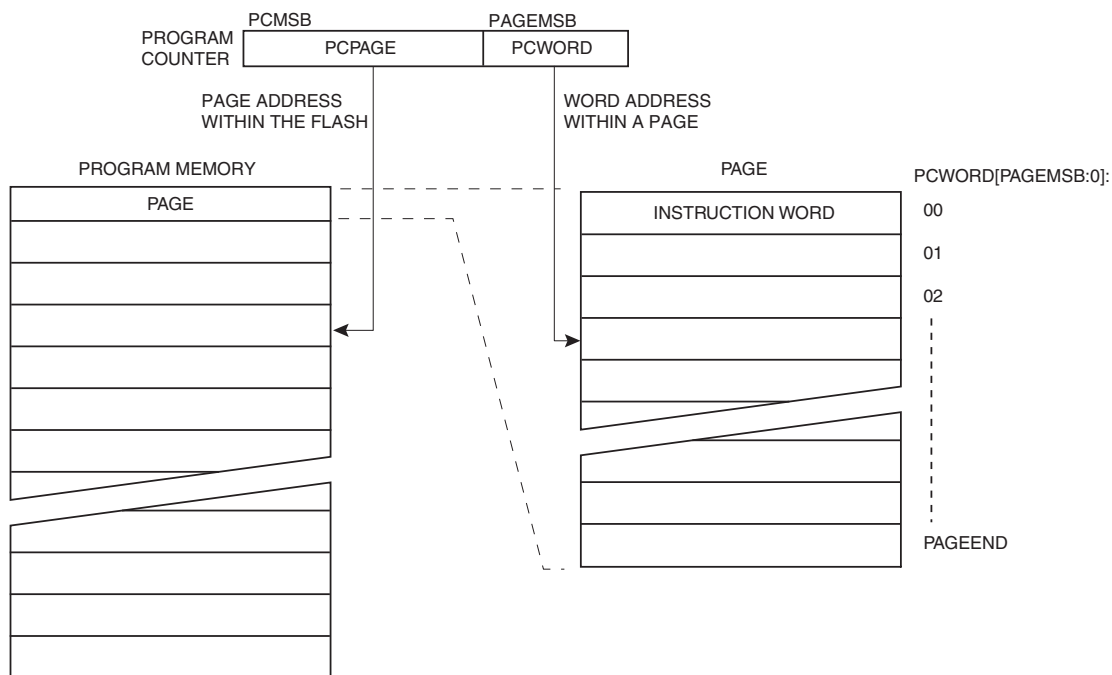 PCMSB
PAGEMSB
PROGRAM
COUNTER
PCPAGE
PCWORD
PAGE ADDRESS
WITHIN THE FLASH
WORD ADDRESS
WITHIN A PAGE
PROGRAM MEMORY
PAGE
PCWORD[PAGEMSB:0]:
PAGE
INSTRUCTION WORD
00
01
02
PAGEEND